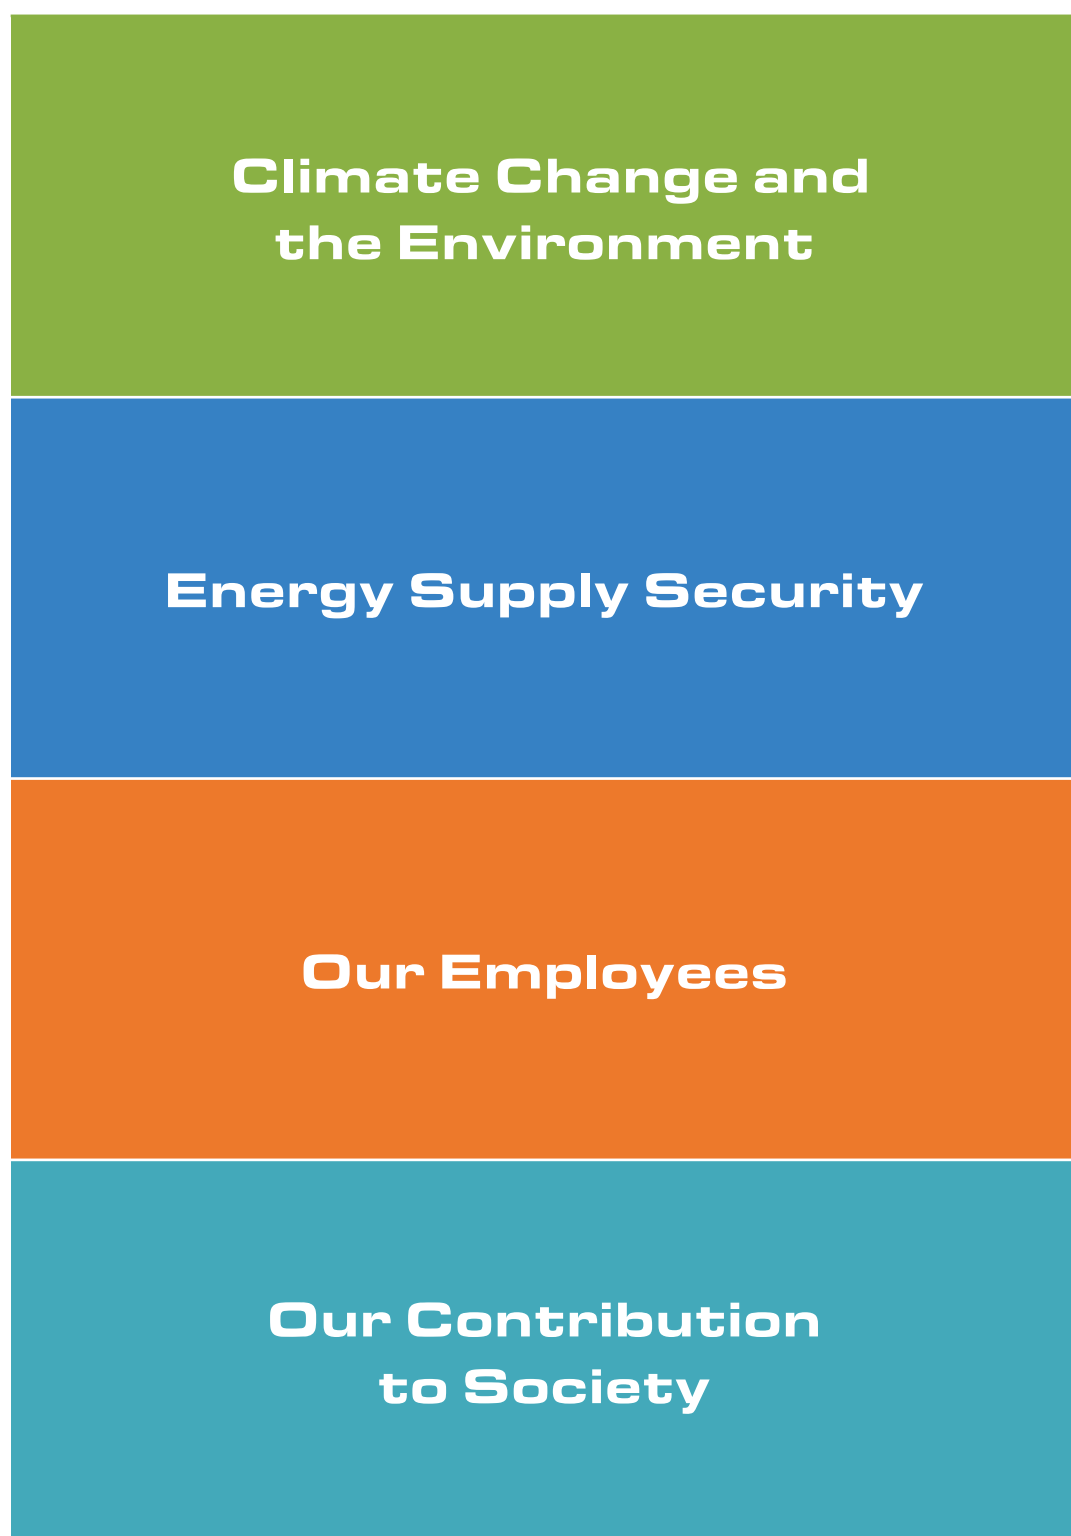 Climate Change and
the Environment
Energy Supply Security
Our Employees
Our Contribution
to Society